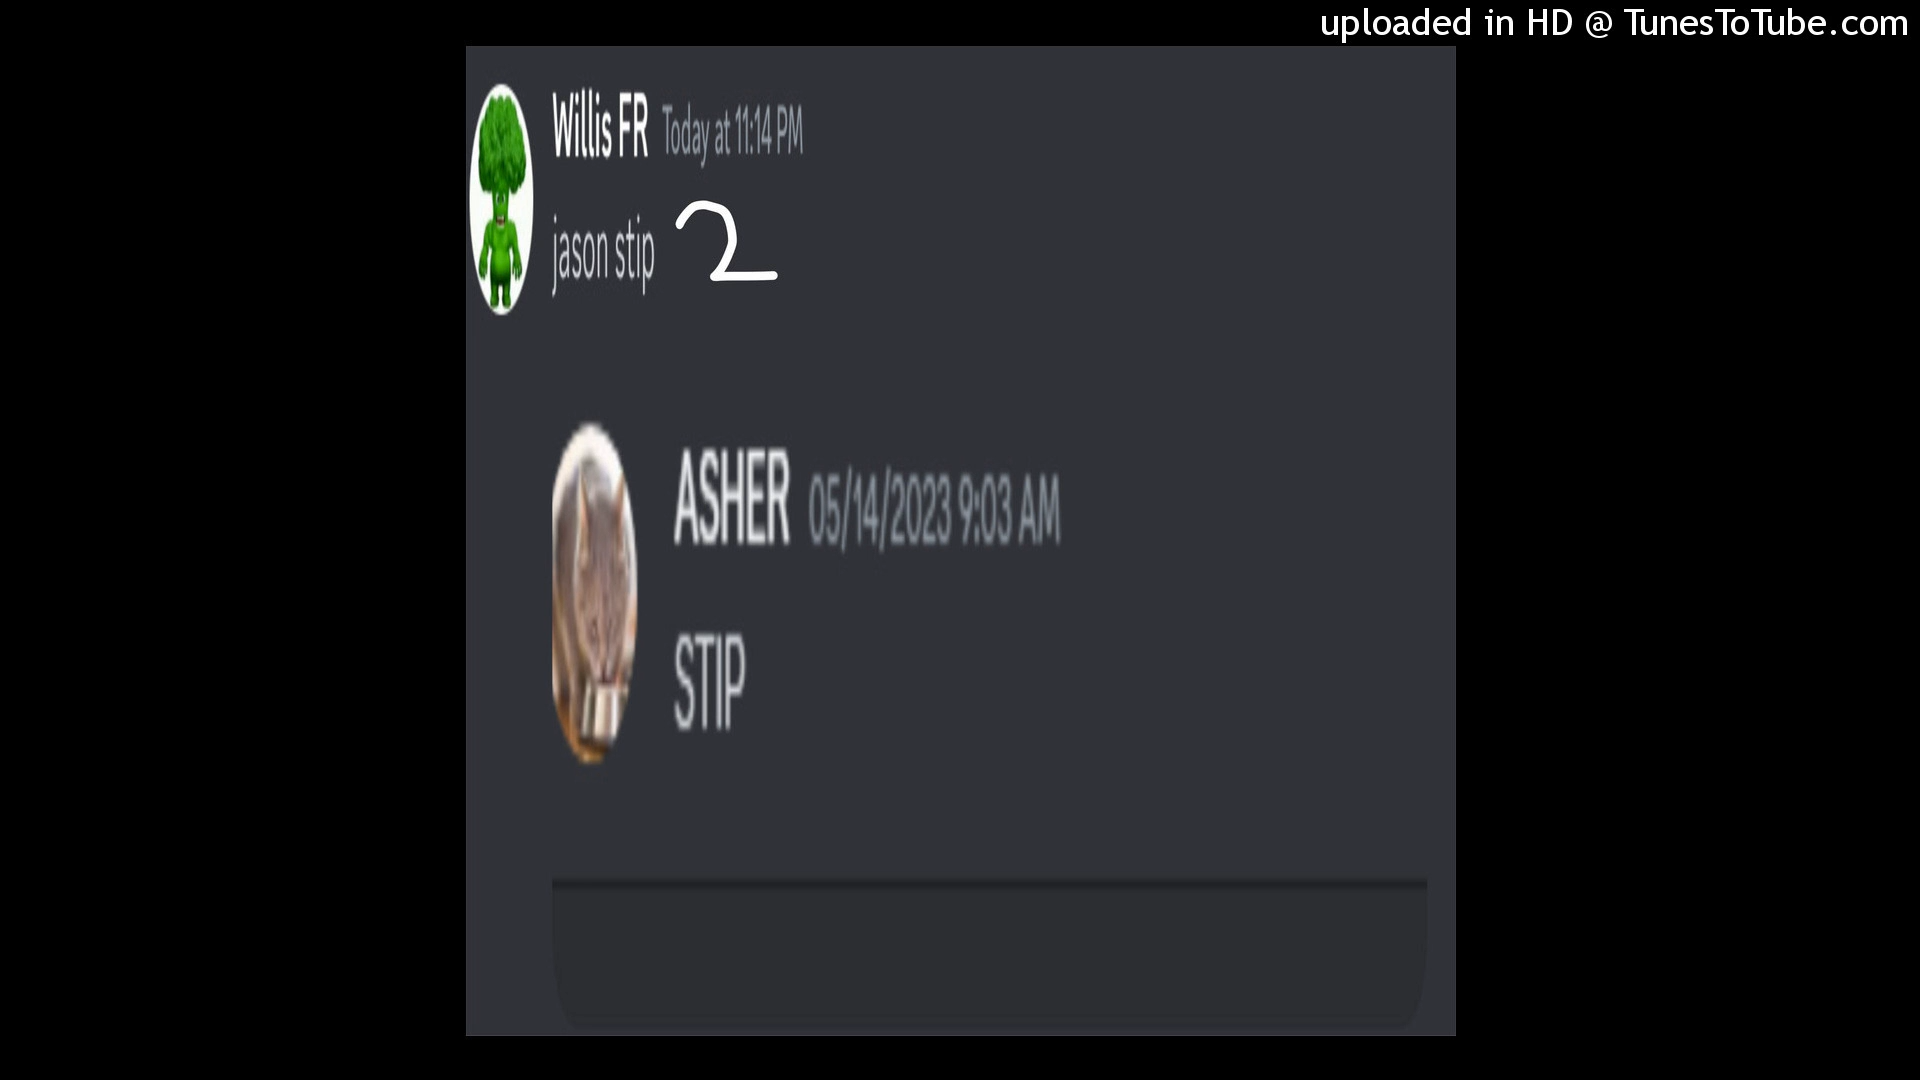 uploaded in HD @ TunesToTube.com
Willis FR Today at 11:14 PM
jason stip 2
ASHER 05/14/2023 9:03 AM
STIP